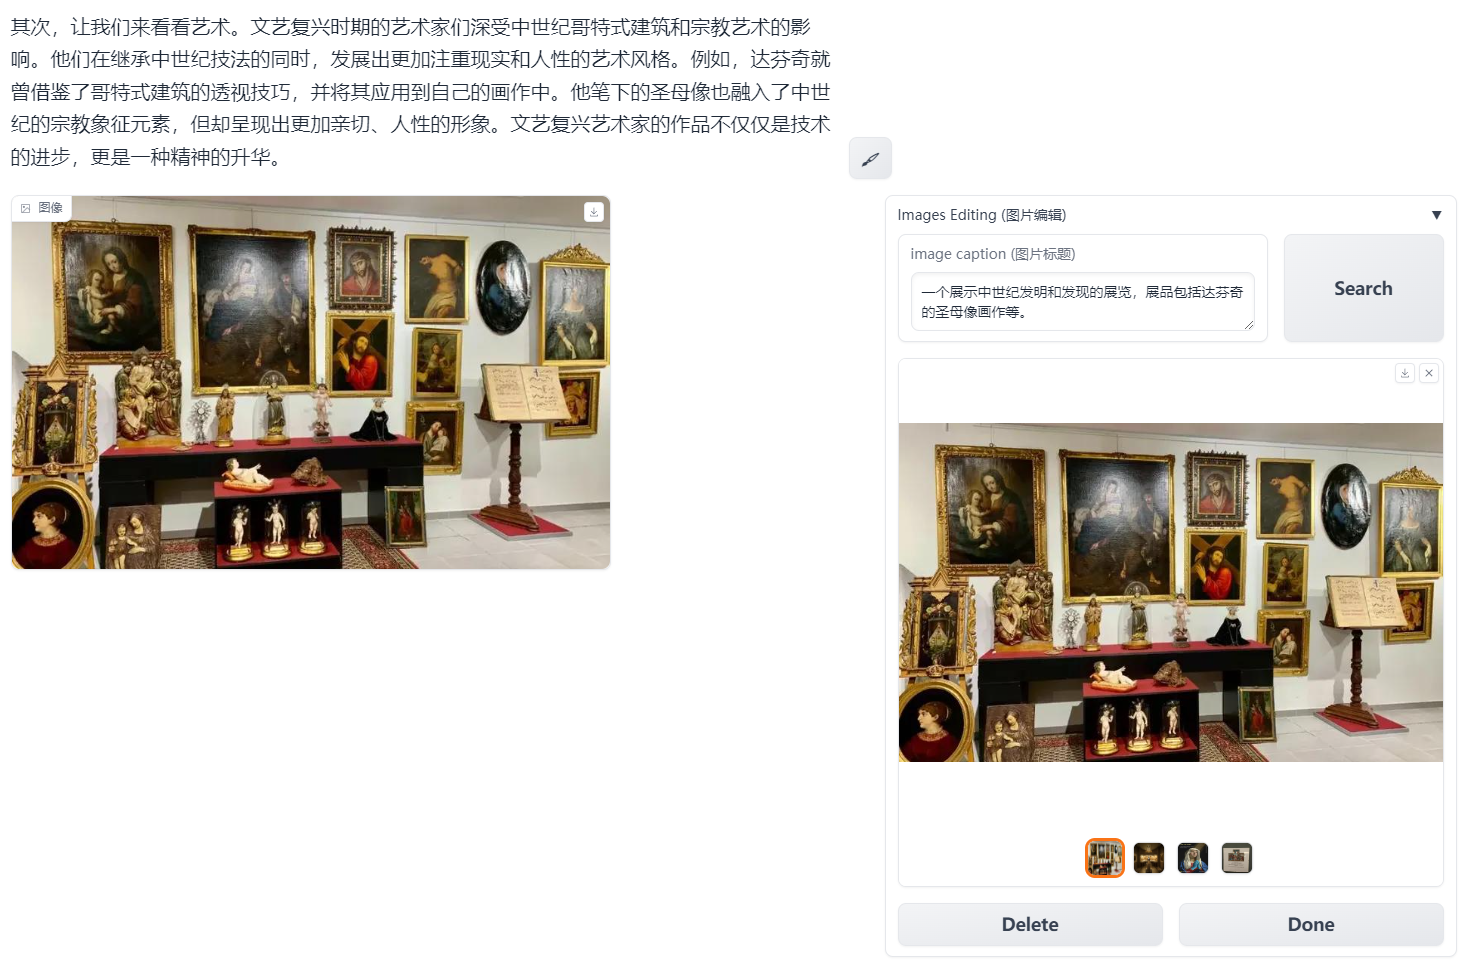 其次，让我们来看看艺术。文艺复兴时期的艺术家们深受中世纪哥特式建筑和宗教艺术的影
响。他们在继承中世纪技法的同时，发展出更加注重现实和人性的艺术风格。例如，达芬奇就
曾借鉴了哥特式建筑的透视技巧，并将其应用到自己的画作中。他笔下的圣母像也融入了中世
纪的宗教象征元素，但却呈现出更加亲切、人性的形象。文艺复兴艺术家的作品不仅仅是技术
的进步，更是一种精神的升华。
图像
Images Editing (图片编辑)
image caption (图片标题)
一个展示中世纪发明和发现的展览，展品包括达芬奇
的圣母像画作等。
Search
Delete
Done